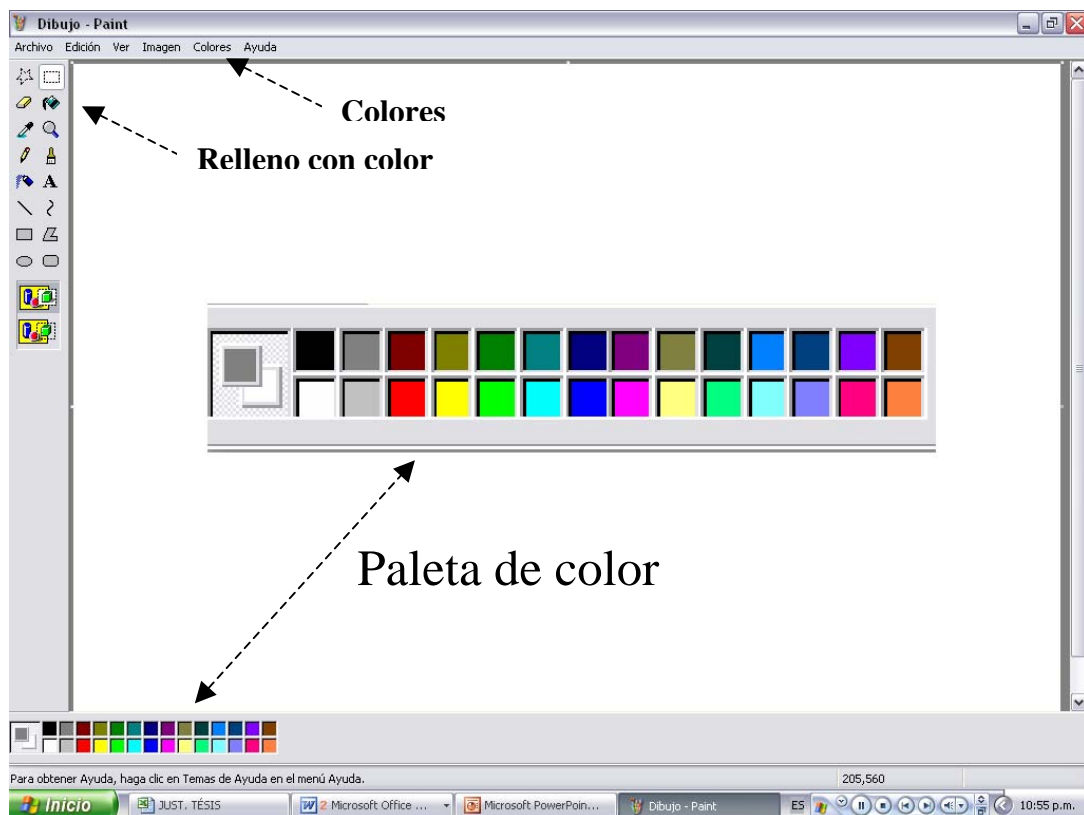 Dibujo - Paint
Archivo Edición Ver Imagen Colores Ayuda
Colores
Relleno con color
A
Paleta de color
Para obtener Ayuda, haga clic en Temas de Ayuda en el menú Ayuda.
205,560
Inicio
JUST. TÉSIS
2 Microsoft Office ...
Microsoft PowerPoin...
Dibujo - Paint
ES
10:55 p.m.